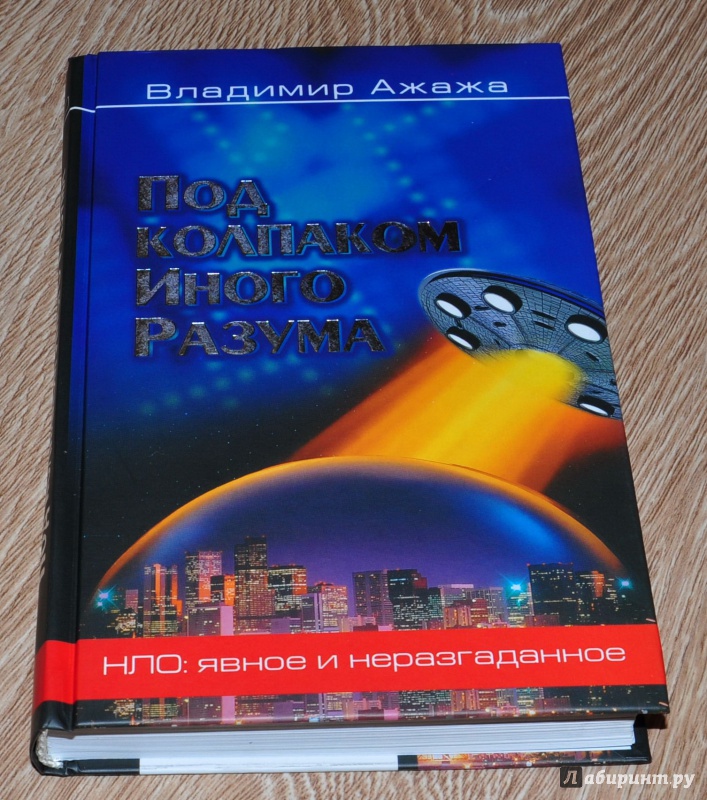 Владимир Ажажа
Под
колпаком
Иного
Разума
НЛО: явное и неразгаданное
Лабиринт.ру